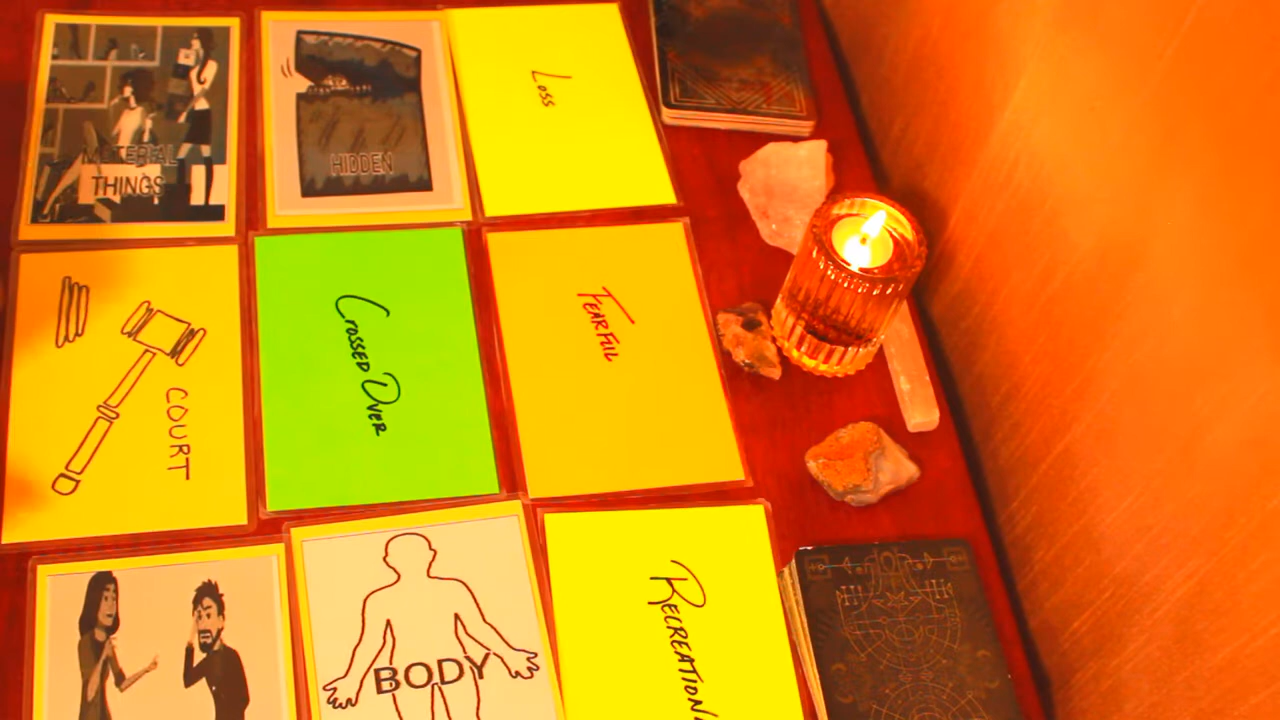 MATERIAL
THINGS
HIDDEN
Loss
COURT
CROSSED OVER
FEARFUL
BODY
RECREATION